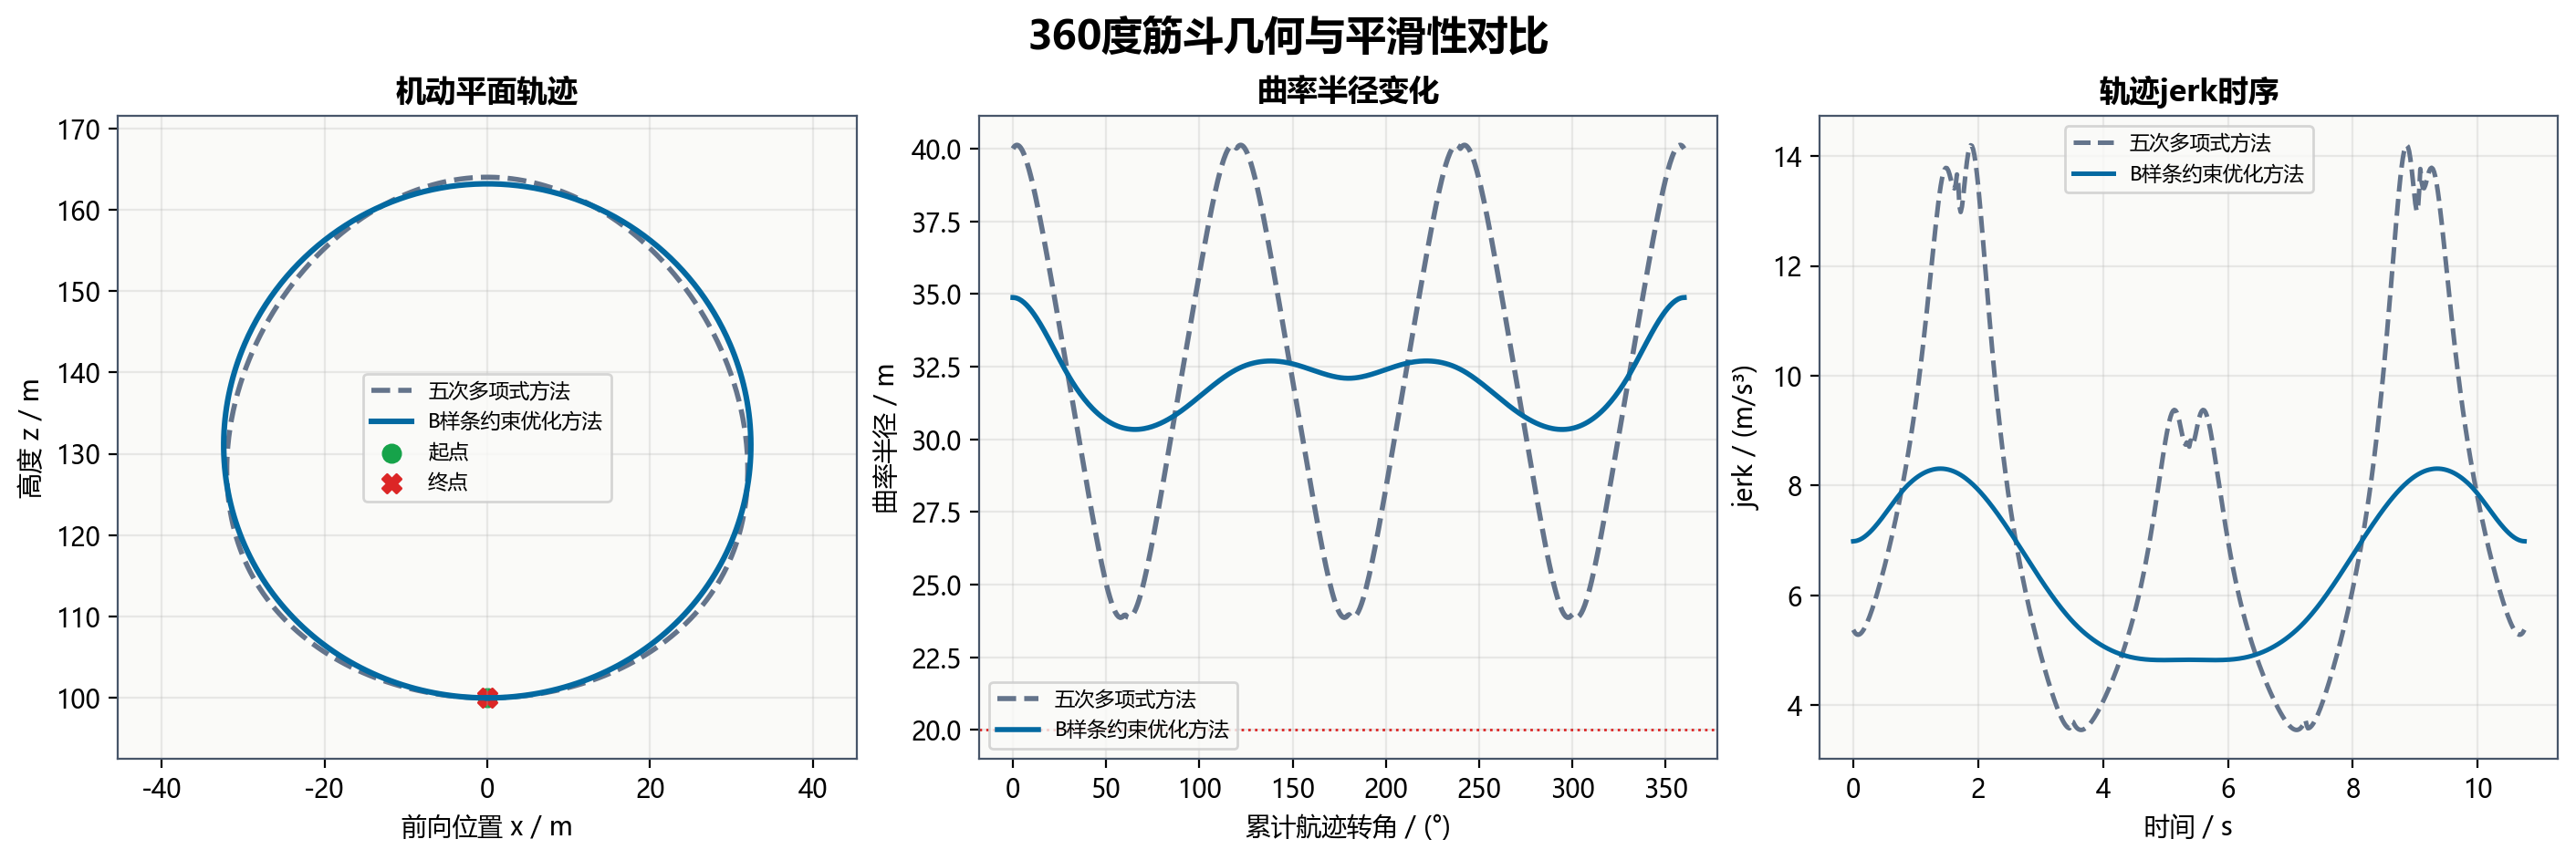 360度筋斗几何与平滑性对比
机动平面轨迹
170
160
150
140
130
120
110
100
高度 z / m
五次多项式方法
B样条约束优化方法
起点
终点
-40
-20
0
20
40
前向位置 x / m
曲率半径变化
40.0
37.5
35.0
32.5
30.0
27.5
25.0
22.5
20.0
曲率半径 / m
五次多项式方法
B样条约束优化方法
0
50
100
150
200
250
300
350
累计航迹转角 / (°)
轨迹jerk时序
14
12
10
8
6
4
jerk / (m/s³)
五次多项式方法
B样条约束优化方法
0
2
4
6
8
10
时间 / s